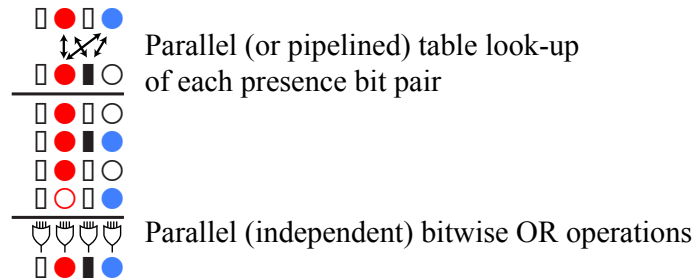 Parallel (or pipelined) table look-up
of each presence bit pair
Parallel (independent) bitwise OR operations